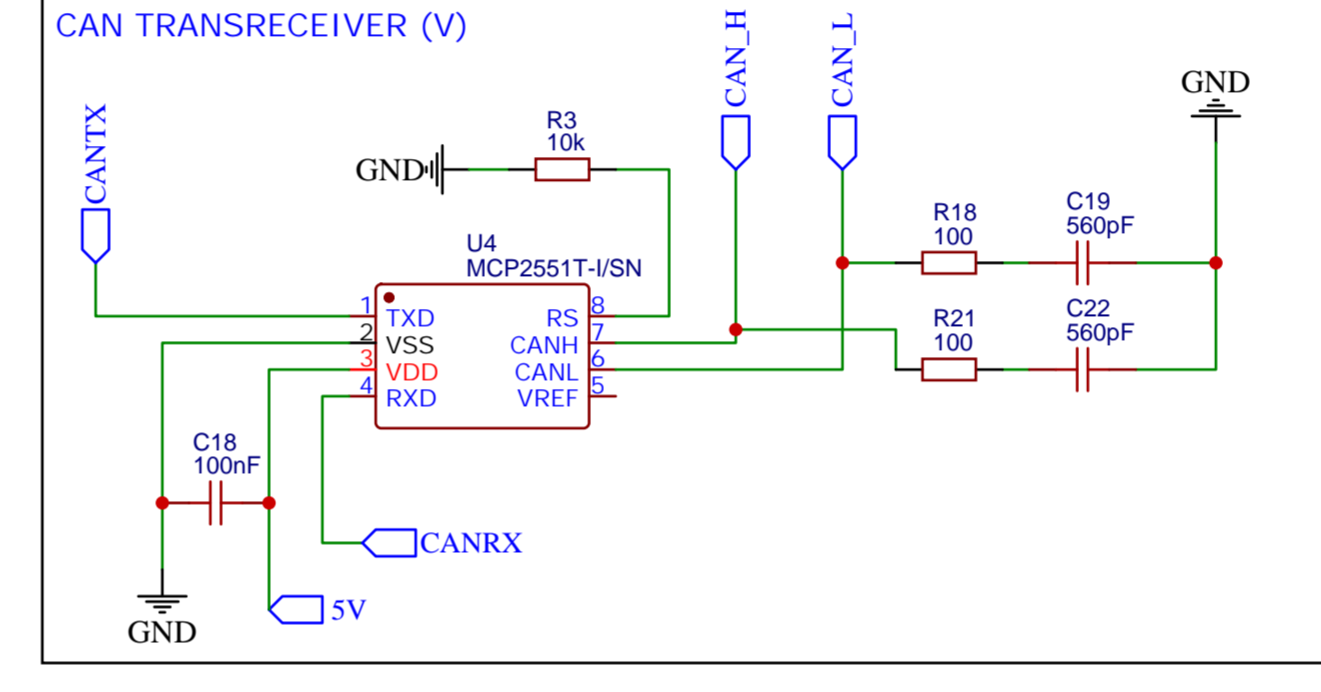 CAN TRANSRECEIVER (V)
CANTX
GND
R3
10k
CAN_H
CAN_L
GND
U4
MCP2551T-I/SN
1
TXD
2
VSS
3
VDD
4
RXD
RS
8
CANH
7
CANL
6
VREF
5
R18
100
C19
560pF
R21
100
C22
560pF
C18
100nF
CANRX
5V
GND